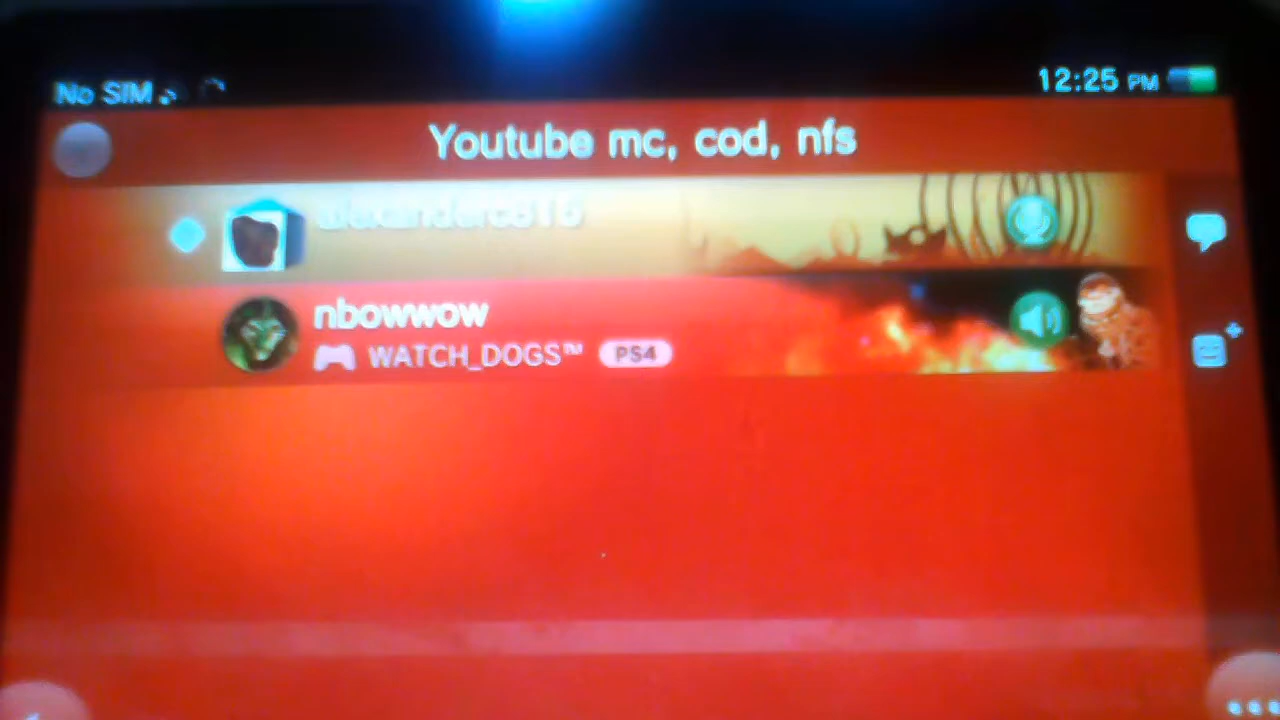 No SIM
12:25 PM
Youtube mc, cod, nfs
nbowwow
WATCH_DOGS™ PS4